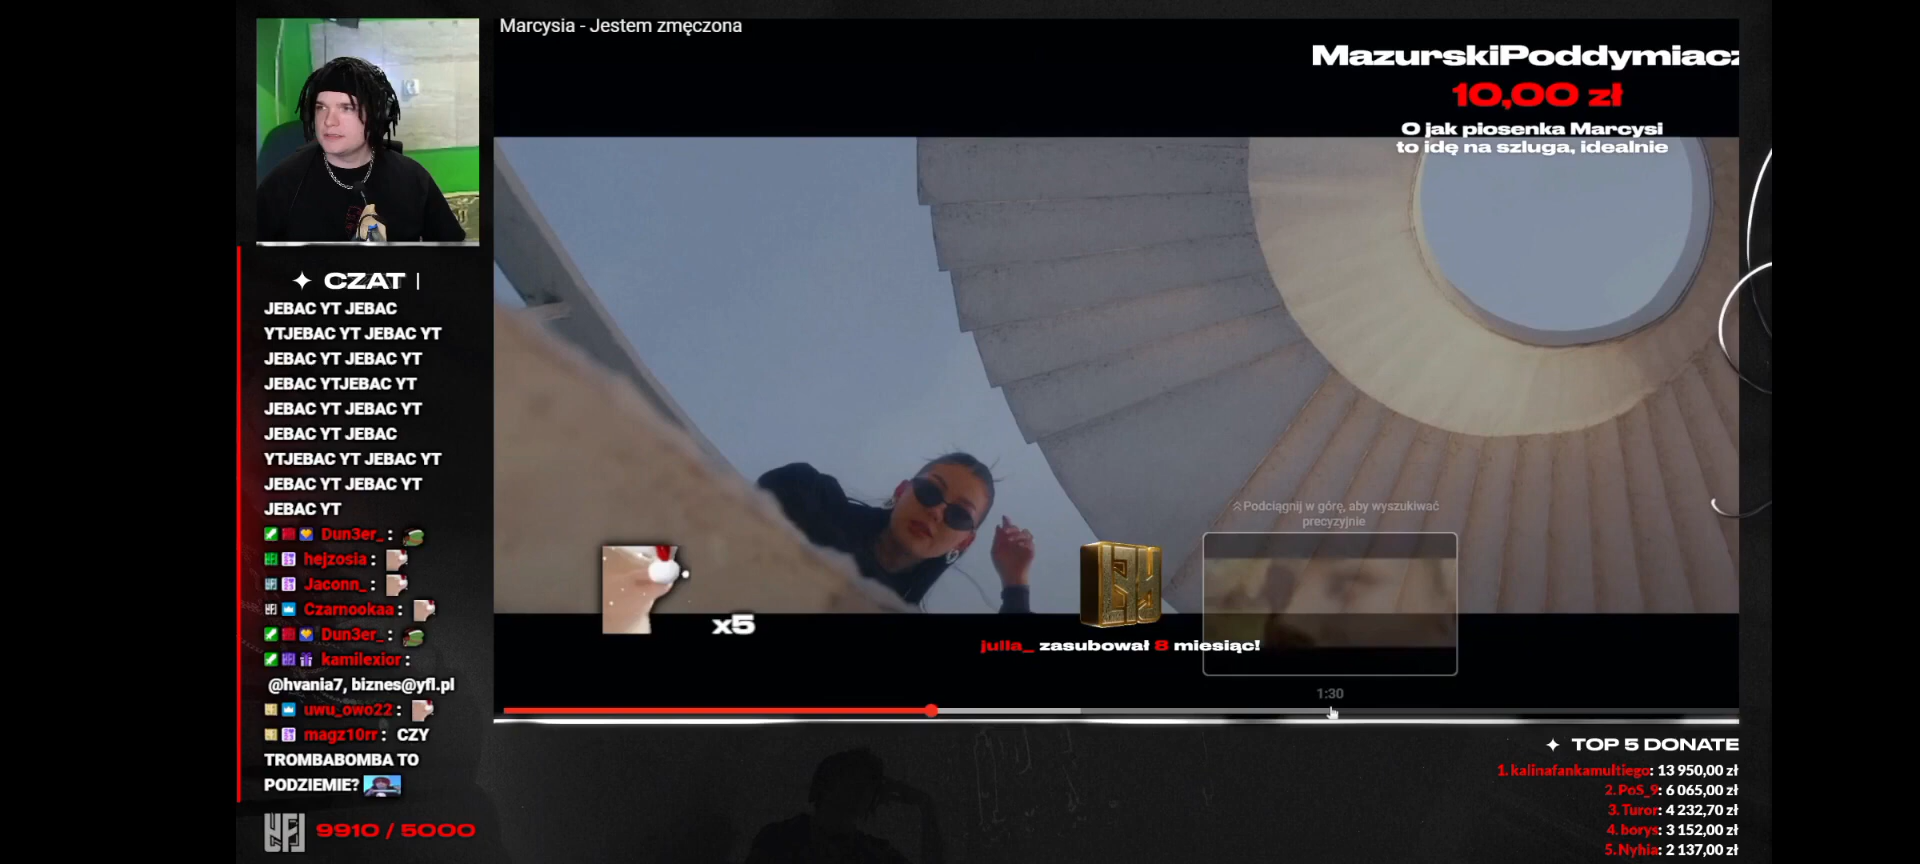 Marcysia - Jestem zmęczona
MazurskiPoddymiacz
10,00 zł
O jak piosenka Marcysi
to idę na szluga, idealnie
CZAT |
JEBAC YT JEBAC
YTJEBAC YT JEBAC YT
JEBAC YT JEBAC YT
JEBAC YTJEBAC YT
JEBAC YT JEBAC YT
JEBAC YT JEBAC
YTJEBAC YT JEBAC YT
JEBAC YT JEBAC YT
JEBAC YT
Dun3er_ :
hejzosia :
Jaconn_ :
Czarnookaa :
Dun3er_ :
kamilexior :
@hvania7, biznes@yfl.pl
uwu_owo22 :
magz10rr : CZY
TROMBABOMBA TO
PODZIEMIE?
9910 / 5000
Podciągnij w górę, aby wyszukiwać
precyzyjnie
x5
julla_ zasubował 8 miesiąc!
1:30
TOP 5 DONATE
1. kalinafankamultiego: 13 950,00 zł
2. PoS_9: 6 065,00 zł
3. Turor: 4 232,70 zł
4. borys: 3 152,00 zł
5. Nyhia: 2 137,00 zł